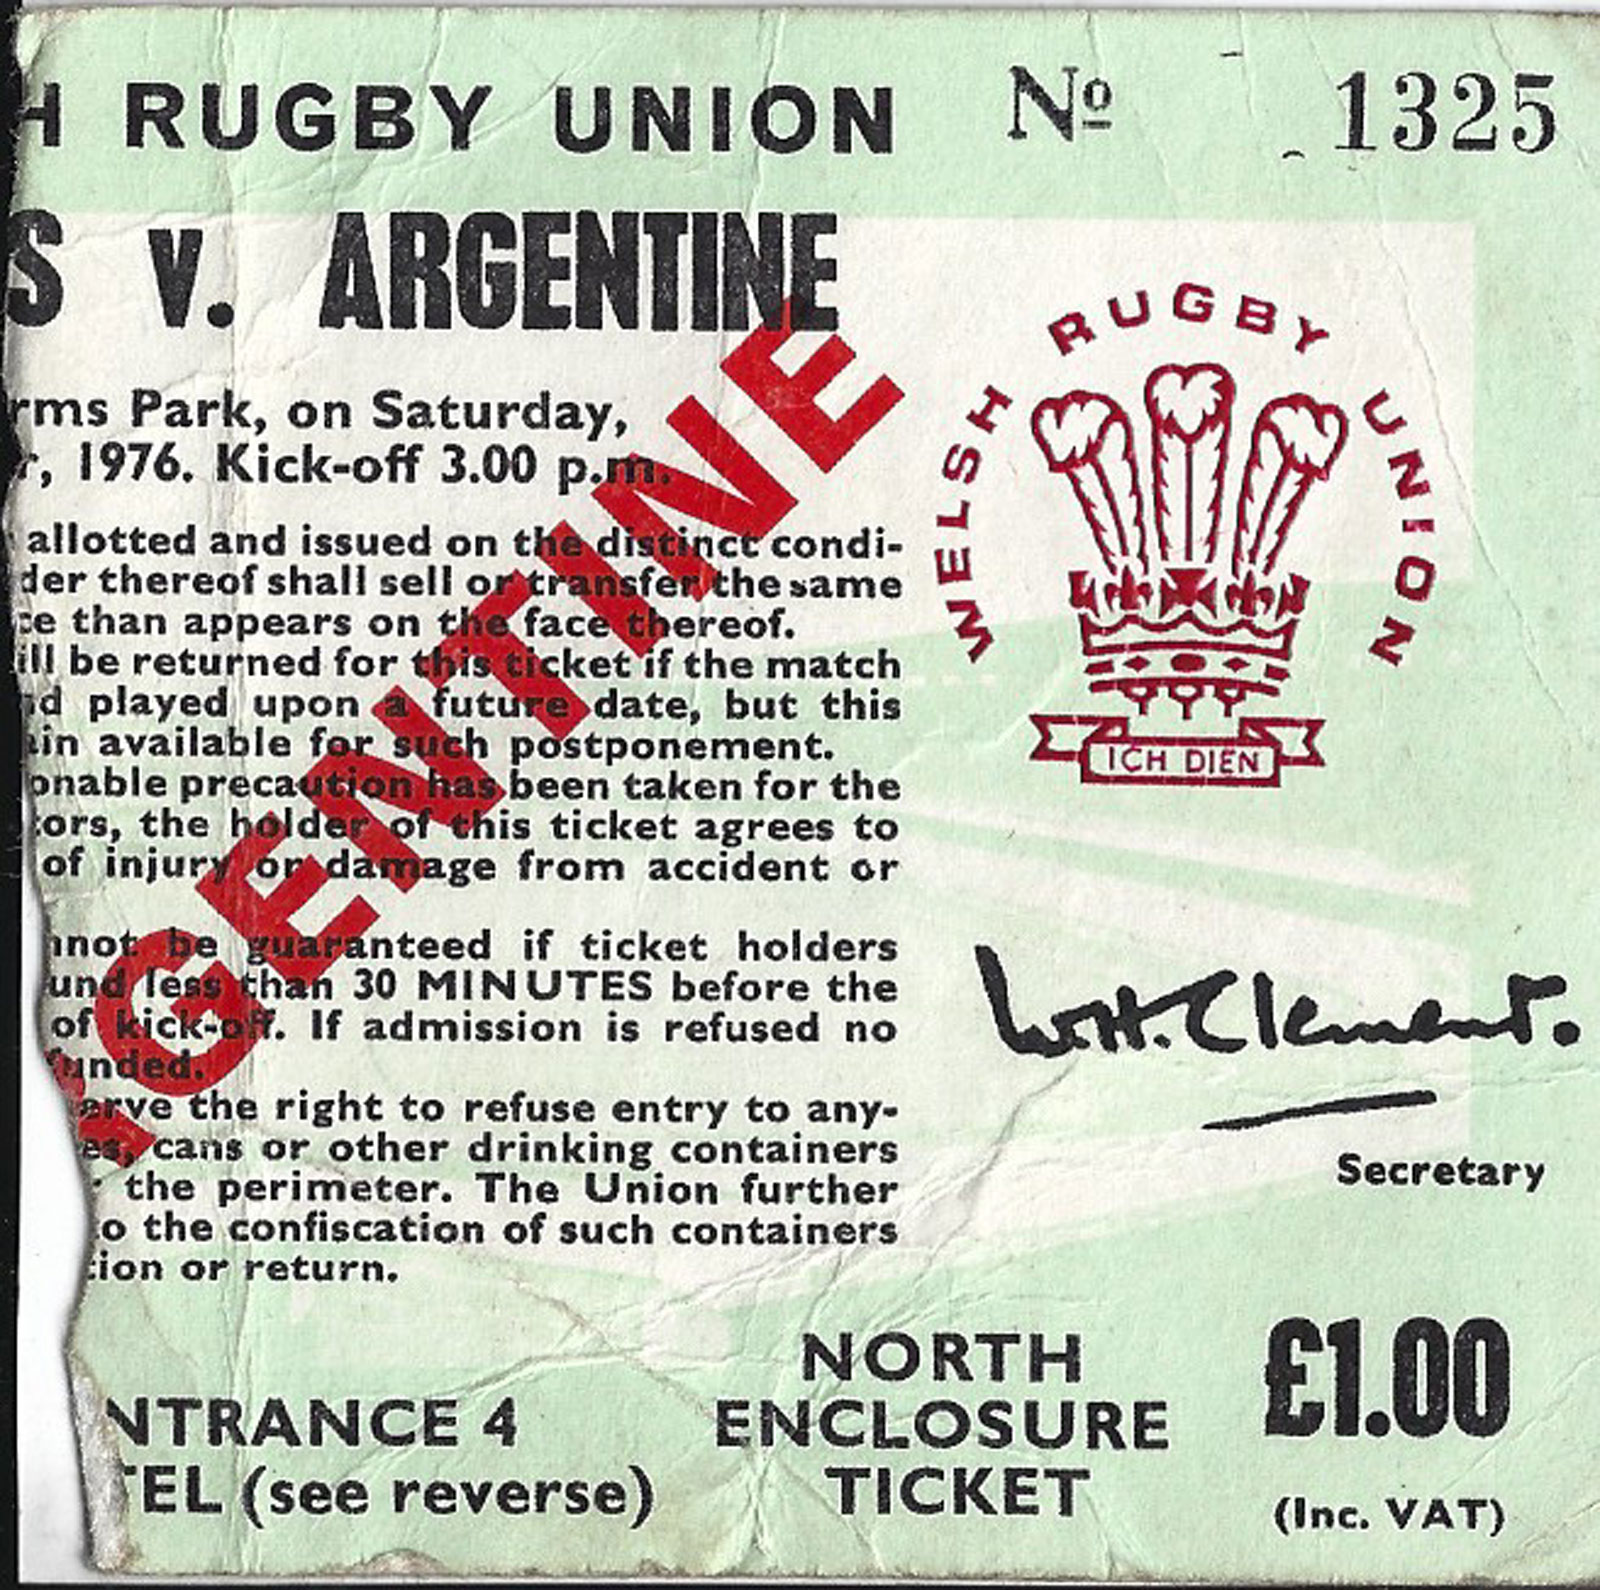 H RUGBY UNION Nº 1325
S v. ARGENTINE
rms Park, on Saturday,
r, 1976. Kick-off 3.00 p.m.
allotted and issued on the distinct condi-
der thereof shall sell or transfer the same
ce than appears on the face thereof.
ill be returned for this ticket if the match
nd played upon a future date, but this
ain available for such postponement.
onable precaution has been taken for the
tors, the holder of this ticket agrees to
of injury or damage from accident or
nnot be guaranteed if ticket holders
und less than 30 MINUTES before the
of kick-off. If admission is refused no
funded.
erve the right to refuse entry to any-
es, cans or other drinking containers
the perimeter. The Union further
to the confiscation of such containers
tion or return.
RGENTINE
WELSH RUGBY UNION
ICH DIEN
W.H. Clement.
Secretary
NTRANCE 4
TEL (see reverse)
NORTH
ENCLOSURE
TICKET
£1.00
(Inc. VAT)